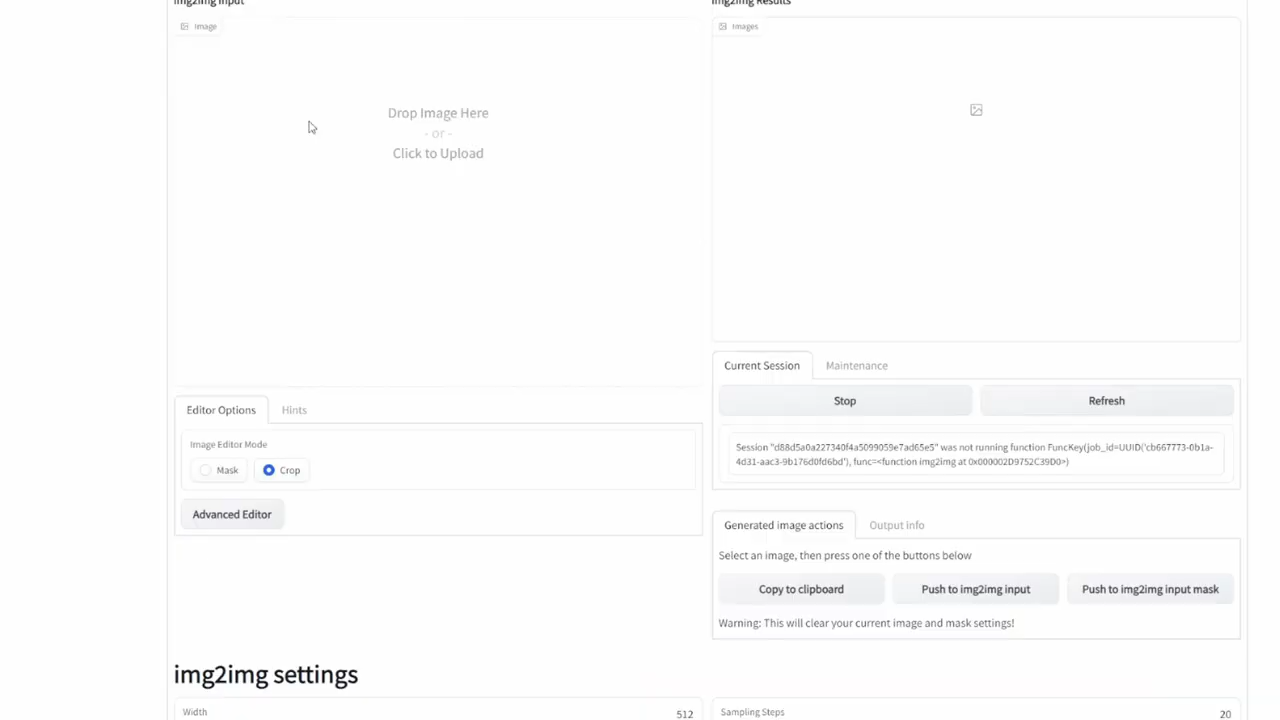 img2img Input
Image
Drop Image Here
- or -
Click to Upload
Editor Options
Hints
Image Editor Mode
Mask
Crop
Advanced Editor
img2img Results
Images
Current Session
Maintenance
Stop
Refresh
Session "d88d5a0a227340f4a5099059e7ad65e5" was not running function FuncKey(job_id=UUID('cb667773-0b1a-
4d31-aac3-9b176d0fd6bd'), func=<function img2img at 0x000002D9752C39D0>)
Generated image actions
Output info
Select an image, then press one of the buttons below
Copy to clipboard
Push to img2img input
Push to img2img input mask
Warning: This will clear your current image and mask settings!
img2img settings
Width
512
Sampling Steps
20